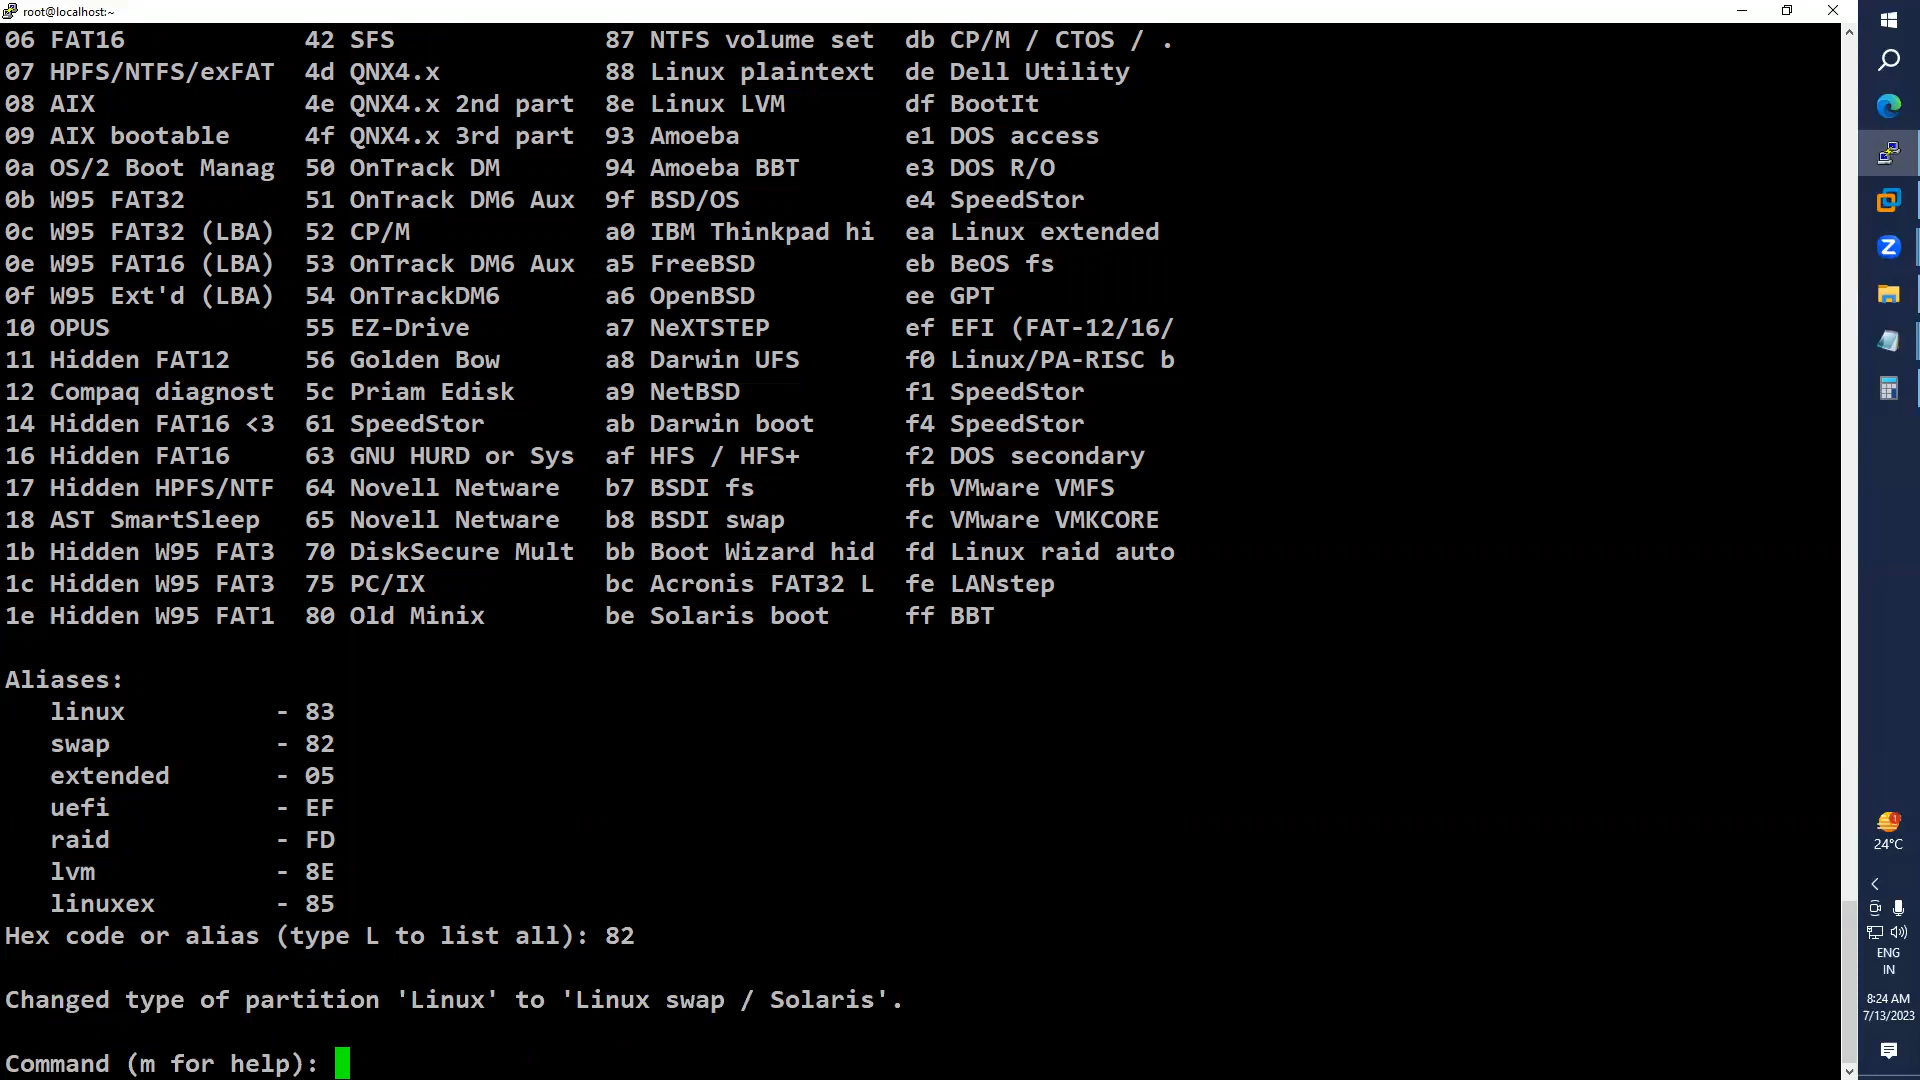 root@localhost:~
06 FAT16            42 SFS              87 NTFS volume set  db CP/M / CTOS / .
07 HPFS/NTFS/exFAT  4d QNX4.x           88 Linux plaintext  de Dell Utility
08 AIX              4e QNX4.x 2nd part  8e Linux LVM        df BootIt
09 AIX bootable     4f QNX4.x 3rd part  93 Amoeba           e1 DOS access
0a OS/2 Boot Manag  50 OnTrack DM       94 Amoeba BBT       e3 DOS R/O
0b W95 FAT32        51 OnTrack DM6 Aux  9f BSD/OS           e4 SpeedStor
0c W95 FAT32 (LBA)  52 CP/M             a0 IBM Thinkpad hi  ea Linux extended
0e W95 FAT16 (LBA)  53 OnTrack DM6 Aux  a5 FreeBSD          eb BeOS fs
0f W95 Ext'd (LBA)  54 OnTrackDM6       a6 OpenBSD          ee GPT
10 OPUS             55 EZ-Drive         a7 NeXTSTEP         ef EFI (FAT-12/16/
11 Hidden FAT12     56 Golden Bow       a8 Darwin UFS       f0 Linux/PA-RISC b
12 Compaq diagnost  5c Priam Edisk      a9 NetBSD           f1 SpeedStor
14 Hidden FAT16 <3  61 SpeedStor        ab Darwin boot      f4 SpeedStor
16 Hidden FAT16     63 GNU HURD or Sys  af HFS / HFS+       f2 DOS secondary
17 Hidden HPFS/NTF  64 Novell Netware   b7 BSDI fs          fb VMware VMFS
18 AST SmartSleep   65 Novell Netware   b8 BSDI swap        fc VMware VMKCORE
1b Hidden W95 FAT3  70 DiskSecure Mult  bb Boot Wizard hid  fd Linux raid auto
1c Hidden W95 FAT3  75 PC/IX            bc Acronis FAT32 L  fe LANstep
1e Hidden W95 FAT1  80 Old Minix        be Solaris boot     ff BBT
Aliases:
   linux          - 83
   swap           - 82
   extended       - 05
   uefi           - EF
   raid           - FD
   lvm            - 8E
   linuxex        - 85
Hex code or alias (type L to list all): 82
Changed type of partition 'Linux' to 'Linux swap / Solaris'.
Command (m for help):
Z
1
24°C
ENG
IN
8:24 AM
7/13/2023